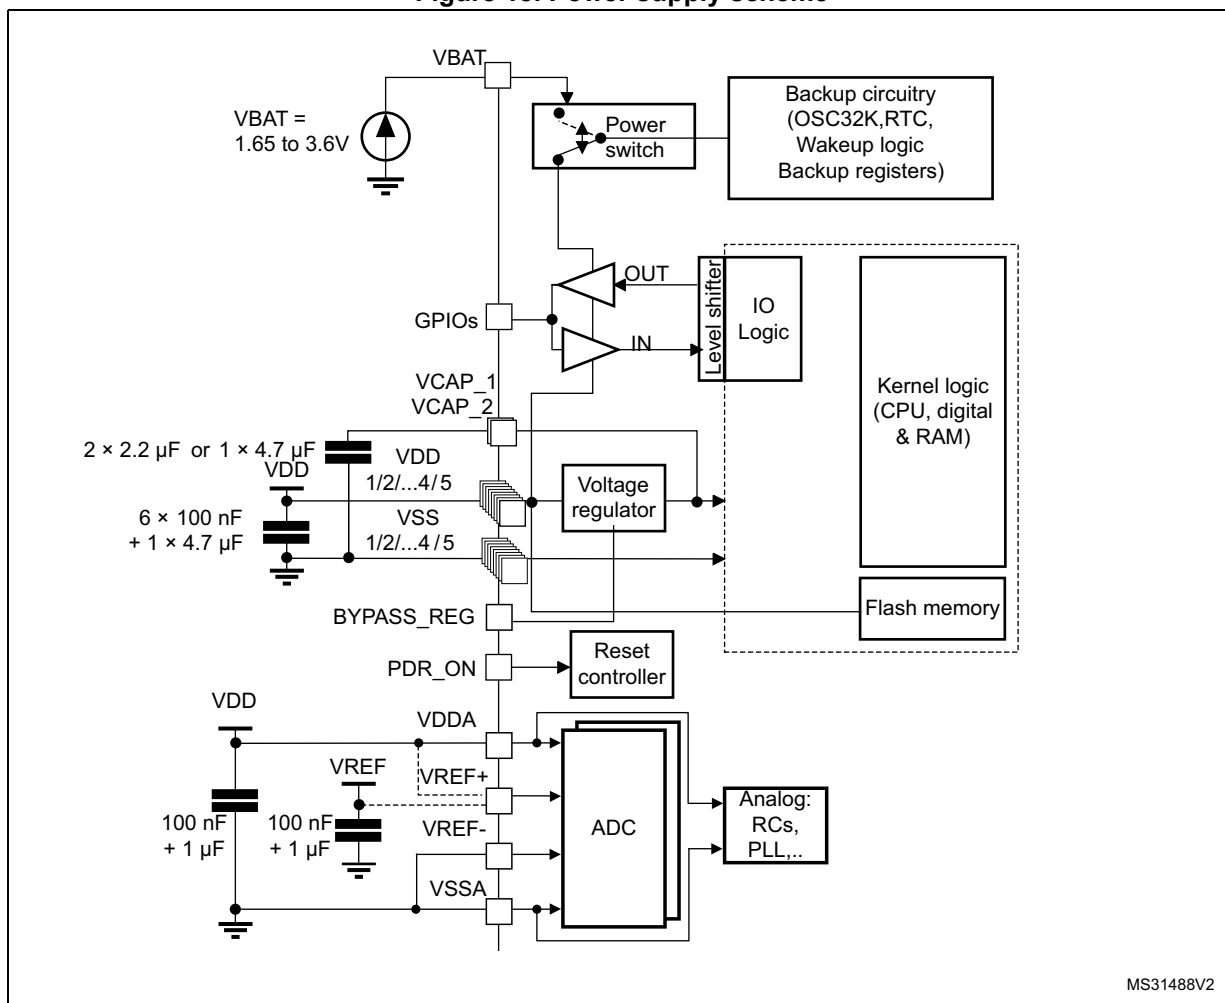 VBAT
VBAT =
1.65 to 3.6V
Power
switch
Backup circuitry
(OSC32K,RTC,
Wakeup logic
Backup registers)
OUT
GPIOs
IN
Level shifter
IO
Logic
Kernel logic
(CPU, digital
& RAM)
VCAP_1
VCAP_2
2 × 2.2 µF or 1 × 4.7 µF
VDD
VDD
1/2/...4/5
Voltage
regulator
6 × 100 nF
+ 1 × 4.7 µF
VSS
1/2/...4/5
Flash memory
BYPASS_REG
PDR_ON
Reset
controller
VDD
VDDA
VREF
VREF+
100 nF
+ 1 µF
100 nF
+ 1 µF
VREF-
ADC
Analog:
RCs,
PLL,..
VSSA
MS31488V2